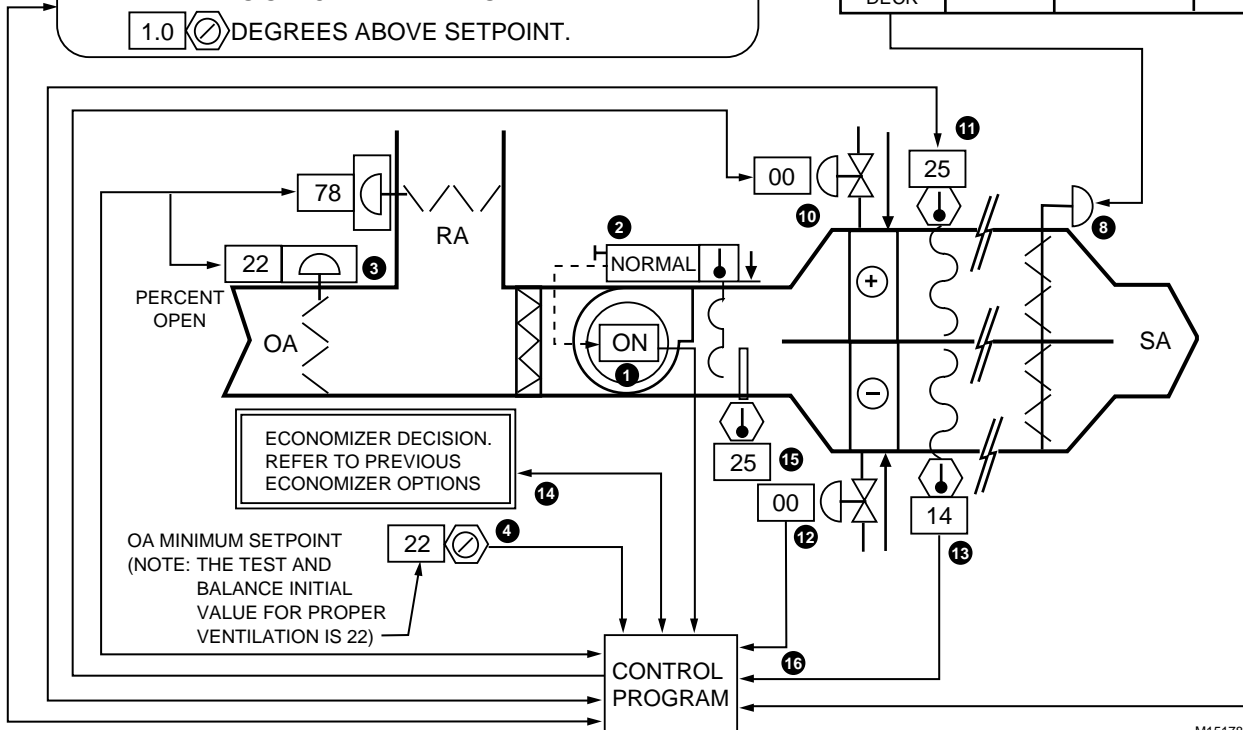 DECK
1.0 DEGREES ABOVE SETPOINT.
11
78
00
25
10
8
RA
2
22
3
NORMAL
PERCENT
OPEN
OA
ON
1
+
SA
−
ECONOMIZER DECISION.
REFER TO PREVIOUS
ECONOMIZER OPTIONS
14
25
15
00
12
14
13
OA MINIMUM SETPOINT
(NOTE: THE TEST AND
BALANCE INITIAL
VALUE FOR PROPER
VENTILATION IS 22)
22
4
16
CONTROL
PROGRAM
M15178